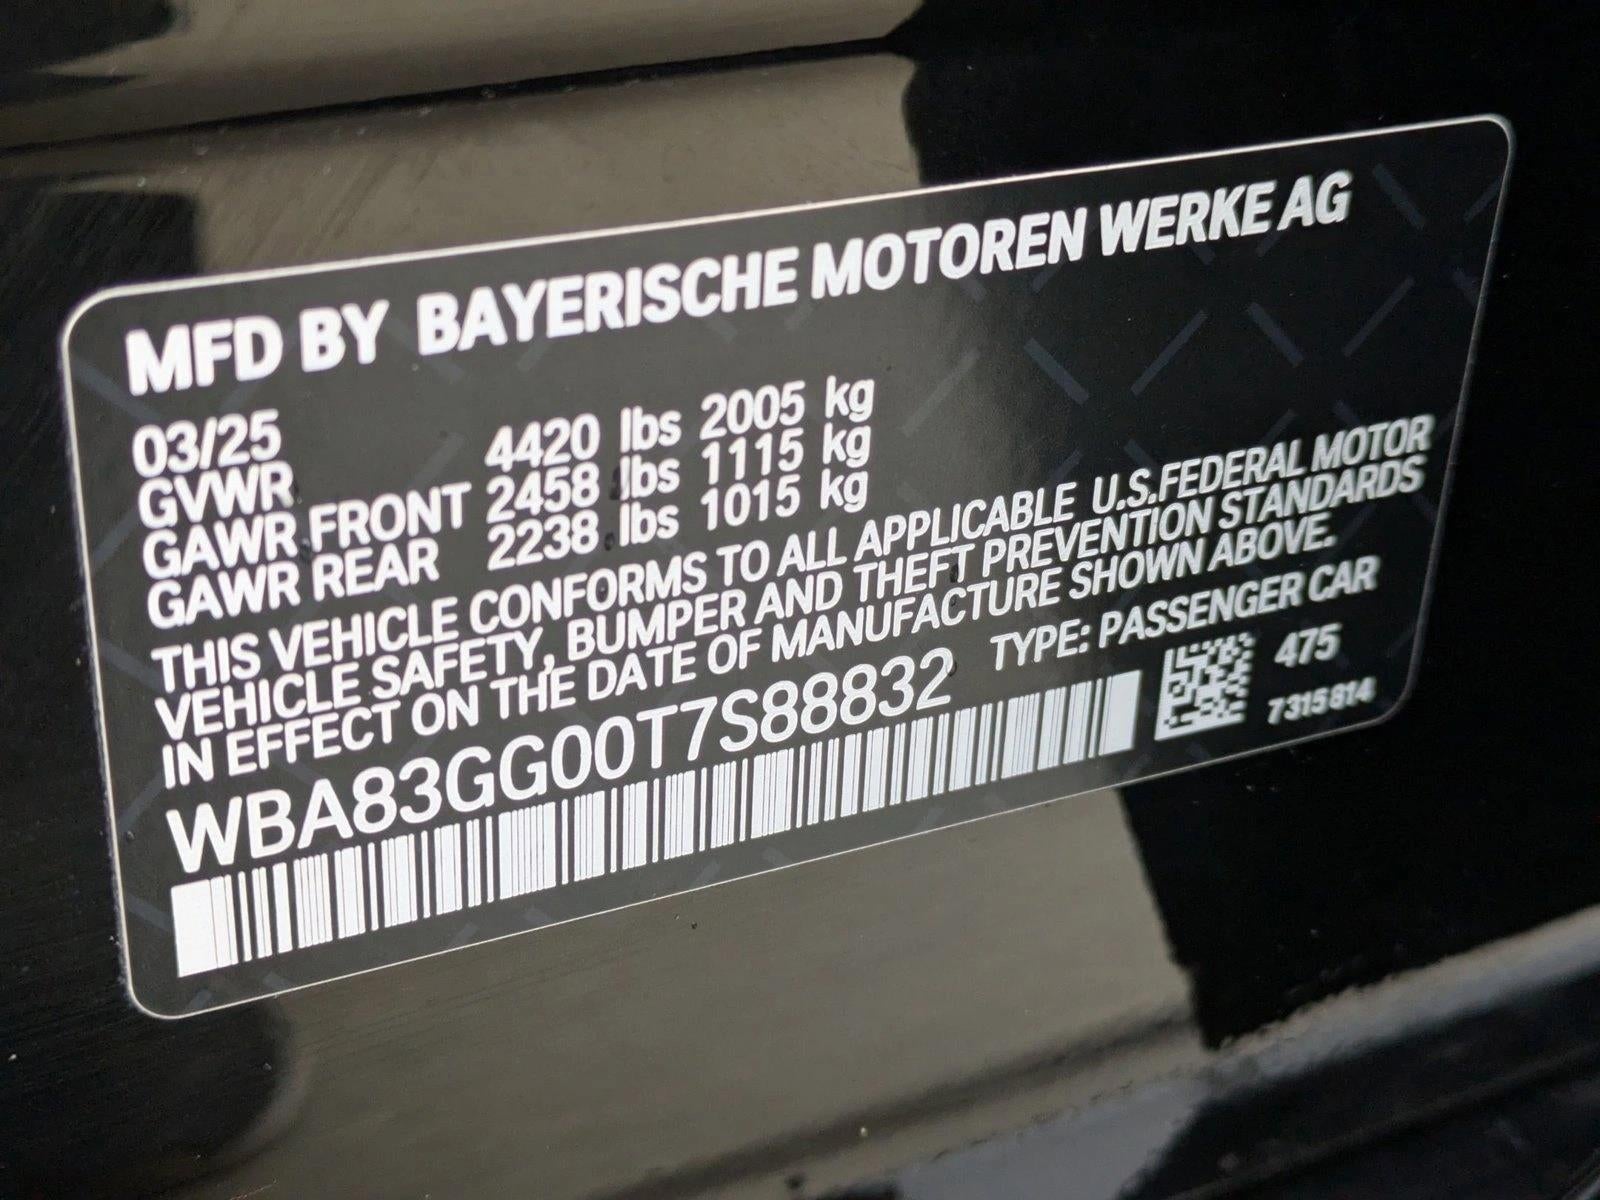 MFD BY BAYERISCHE MOTOREN WERKE AG
03/25
GVWR 4420 lbs 2005 kg
GAWR FRONT 2458 lbs 1115 kg
GAWR REAR 2238 lbs 1015 kg
THIS VEHICLE CONFORMS TO ALL APPLICABLE U.S.FEDERAL MOTOR
VEHICLE SAFETY, BUMPER AND THEFT PREVENTION STANDARDS
IN EFFECT ON THE DATE OF MANUFACTURE SHOWN ABOVE.
WBA83GG00T7S88832 TYPE: PASSENGER CAR
475
7315814